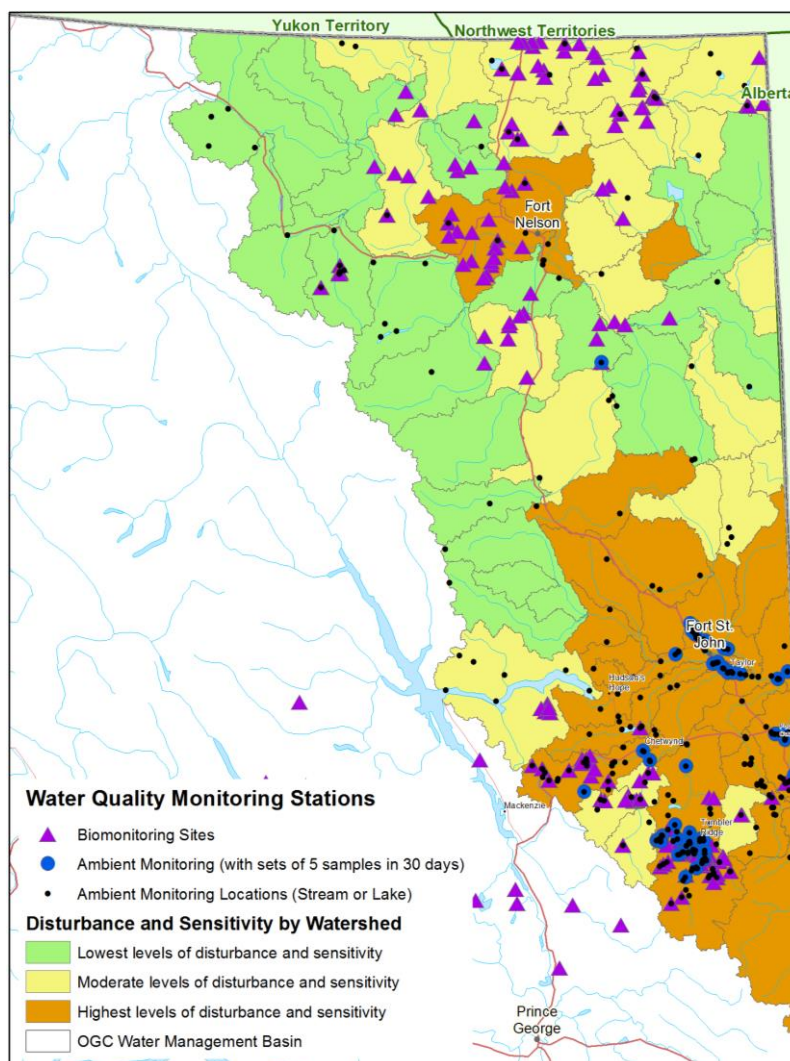 Yukon Territory
Northwest Territories
Alberta
Fort
Nelson
Fort St.
John
Taylor
Hudson's
Hope
Chetwynd
Tumbler
Ridge
Mackenzie
Prince
George
Water Quality Monitoring Stations
Biomonitoring Sites
Ambient Monitoring (with sets of 5 samples in 30 days)
Ambient Monitoring Locations (Stream or Lake)
Disturbance and Sensitivity by Watershed
Lowest levels of disturbance and sensitivity
Moderate levels of disturbance and sensitivity
Highest levels of disturbance and sensitivity
OGC Water Management Basin